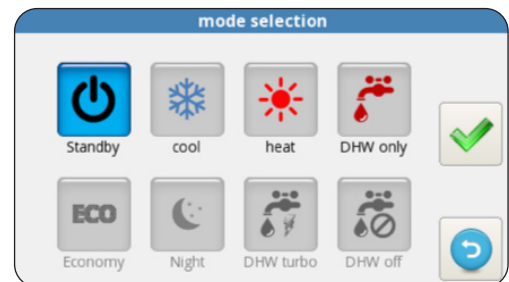 mode selection
Standby cool heat DHW only
ECO
Economy Night DHW turbo DHW off